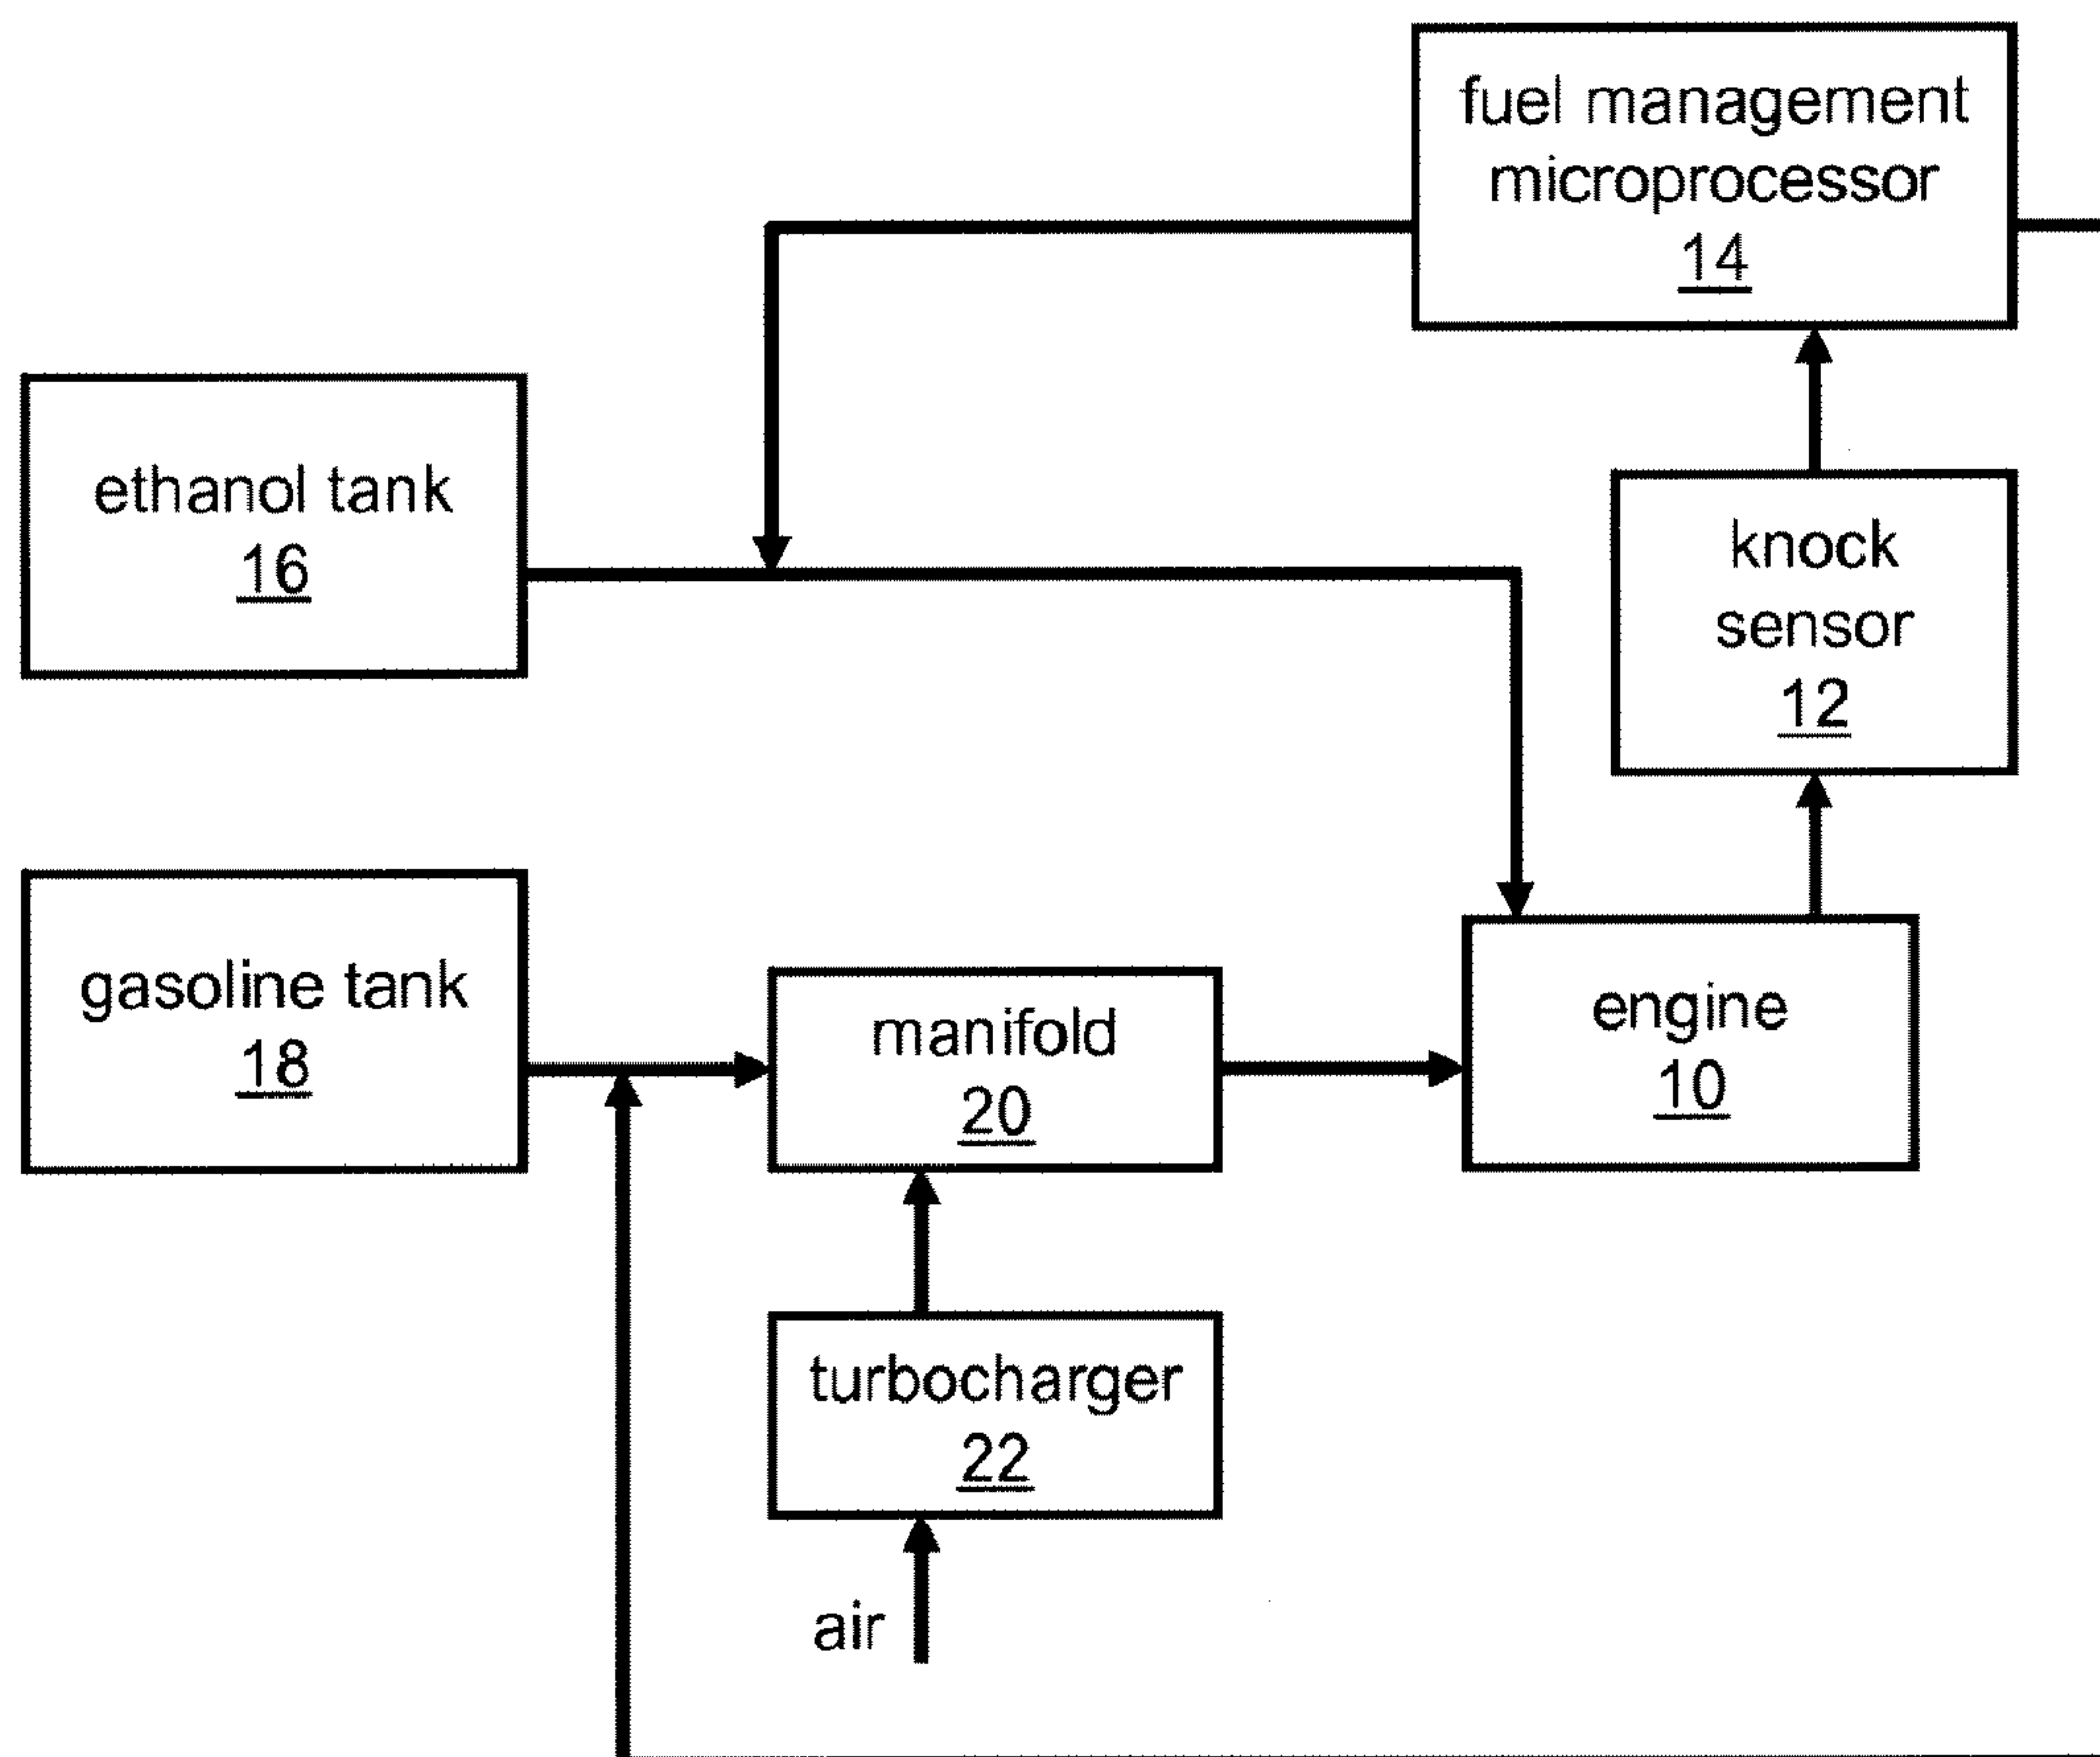 fuel management
microprocessor
14
ethanol tank
16
knock
sensor
12
gasoline tank
18
manifold
20
engine
10
turbocharger
22
air